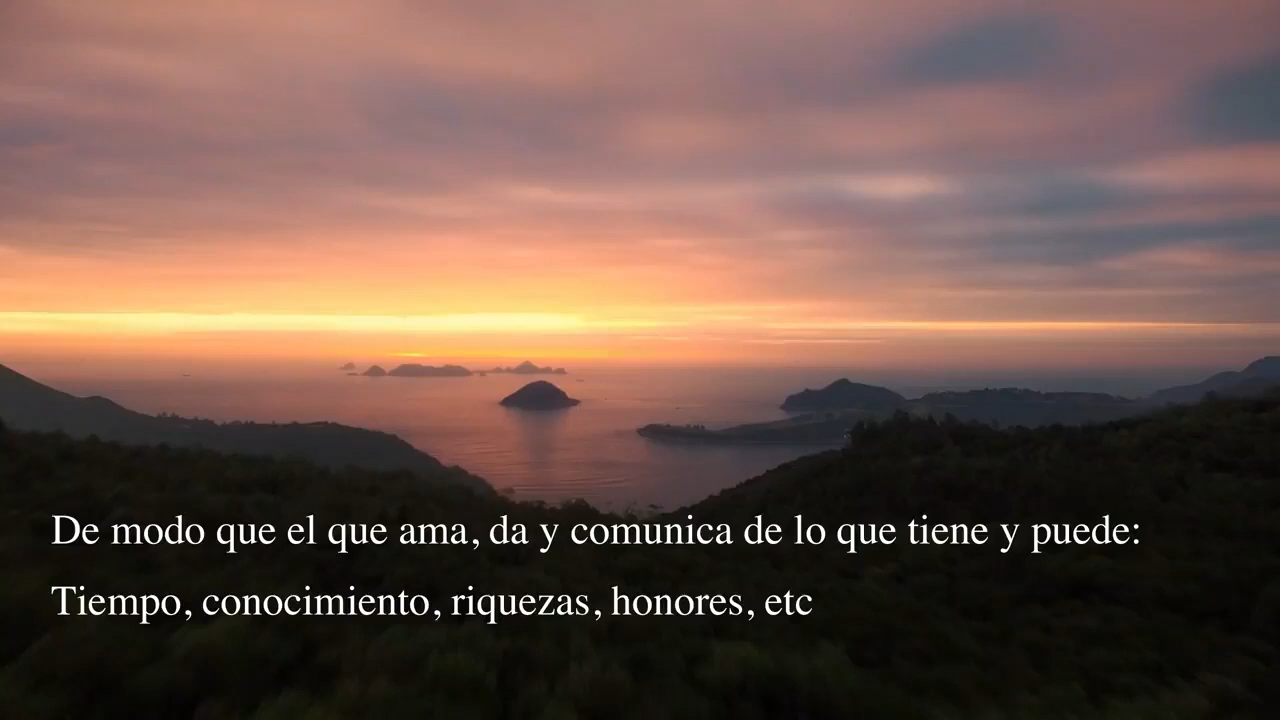 De modo que el que ama, da y comunica de lo que tiene y puede:
Tiempo, conocimiento, riquezas, honores, etc